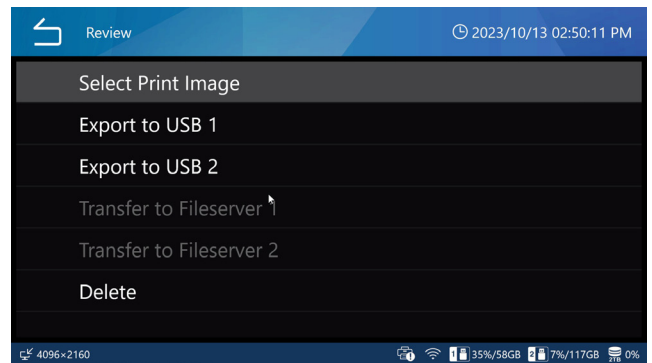 Review
2023/10/13 02:50:11 PM
Select Print Image
Export to USB 1
Export to USB 2
Transfer to Fileserver 1
Transfer to Fileserver 2
Delete
4096×2160 1 35%/58GB 2 7%/117GB 2TB 0%